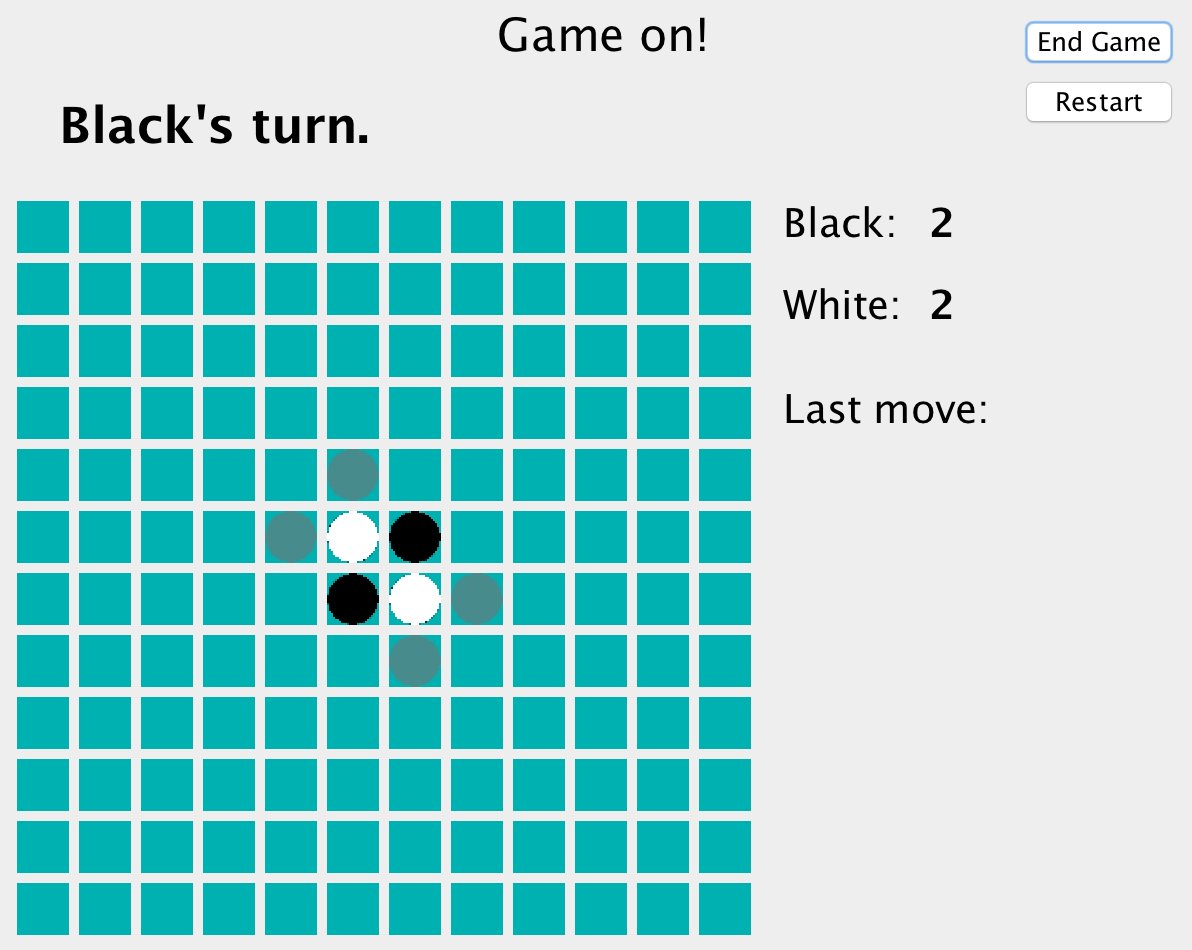 Game on!
End Game
Restart
Black's turn.
Black: 2
White: 2
Last move: